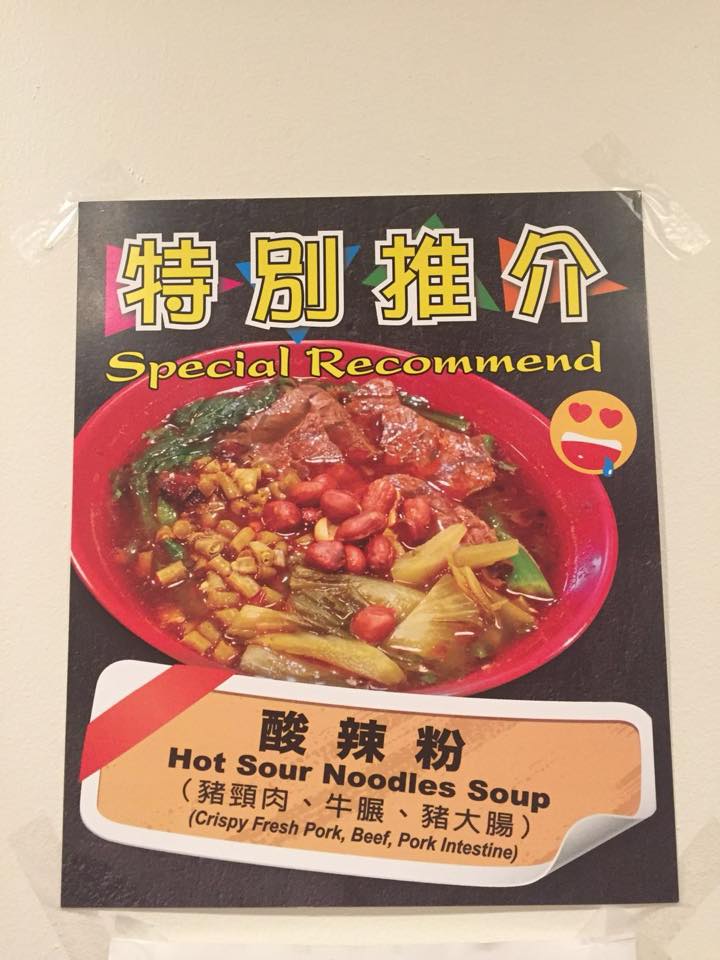 特別推介
Special Recommend
酸辣粉
Hot Sour Noodles Soup
（豬頸肉、牛𦟌、豬大腸）
(Crispy Fresh Pork, Beef, Pork Intestine)